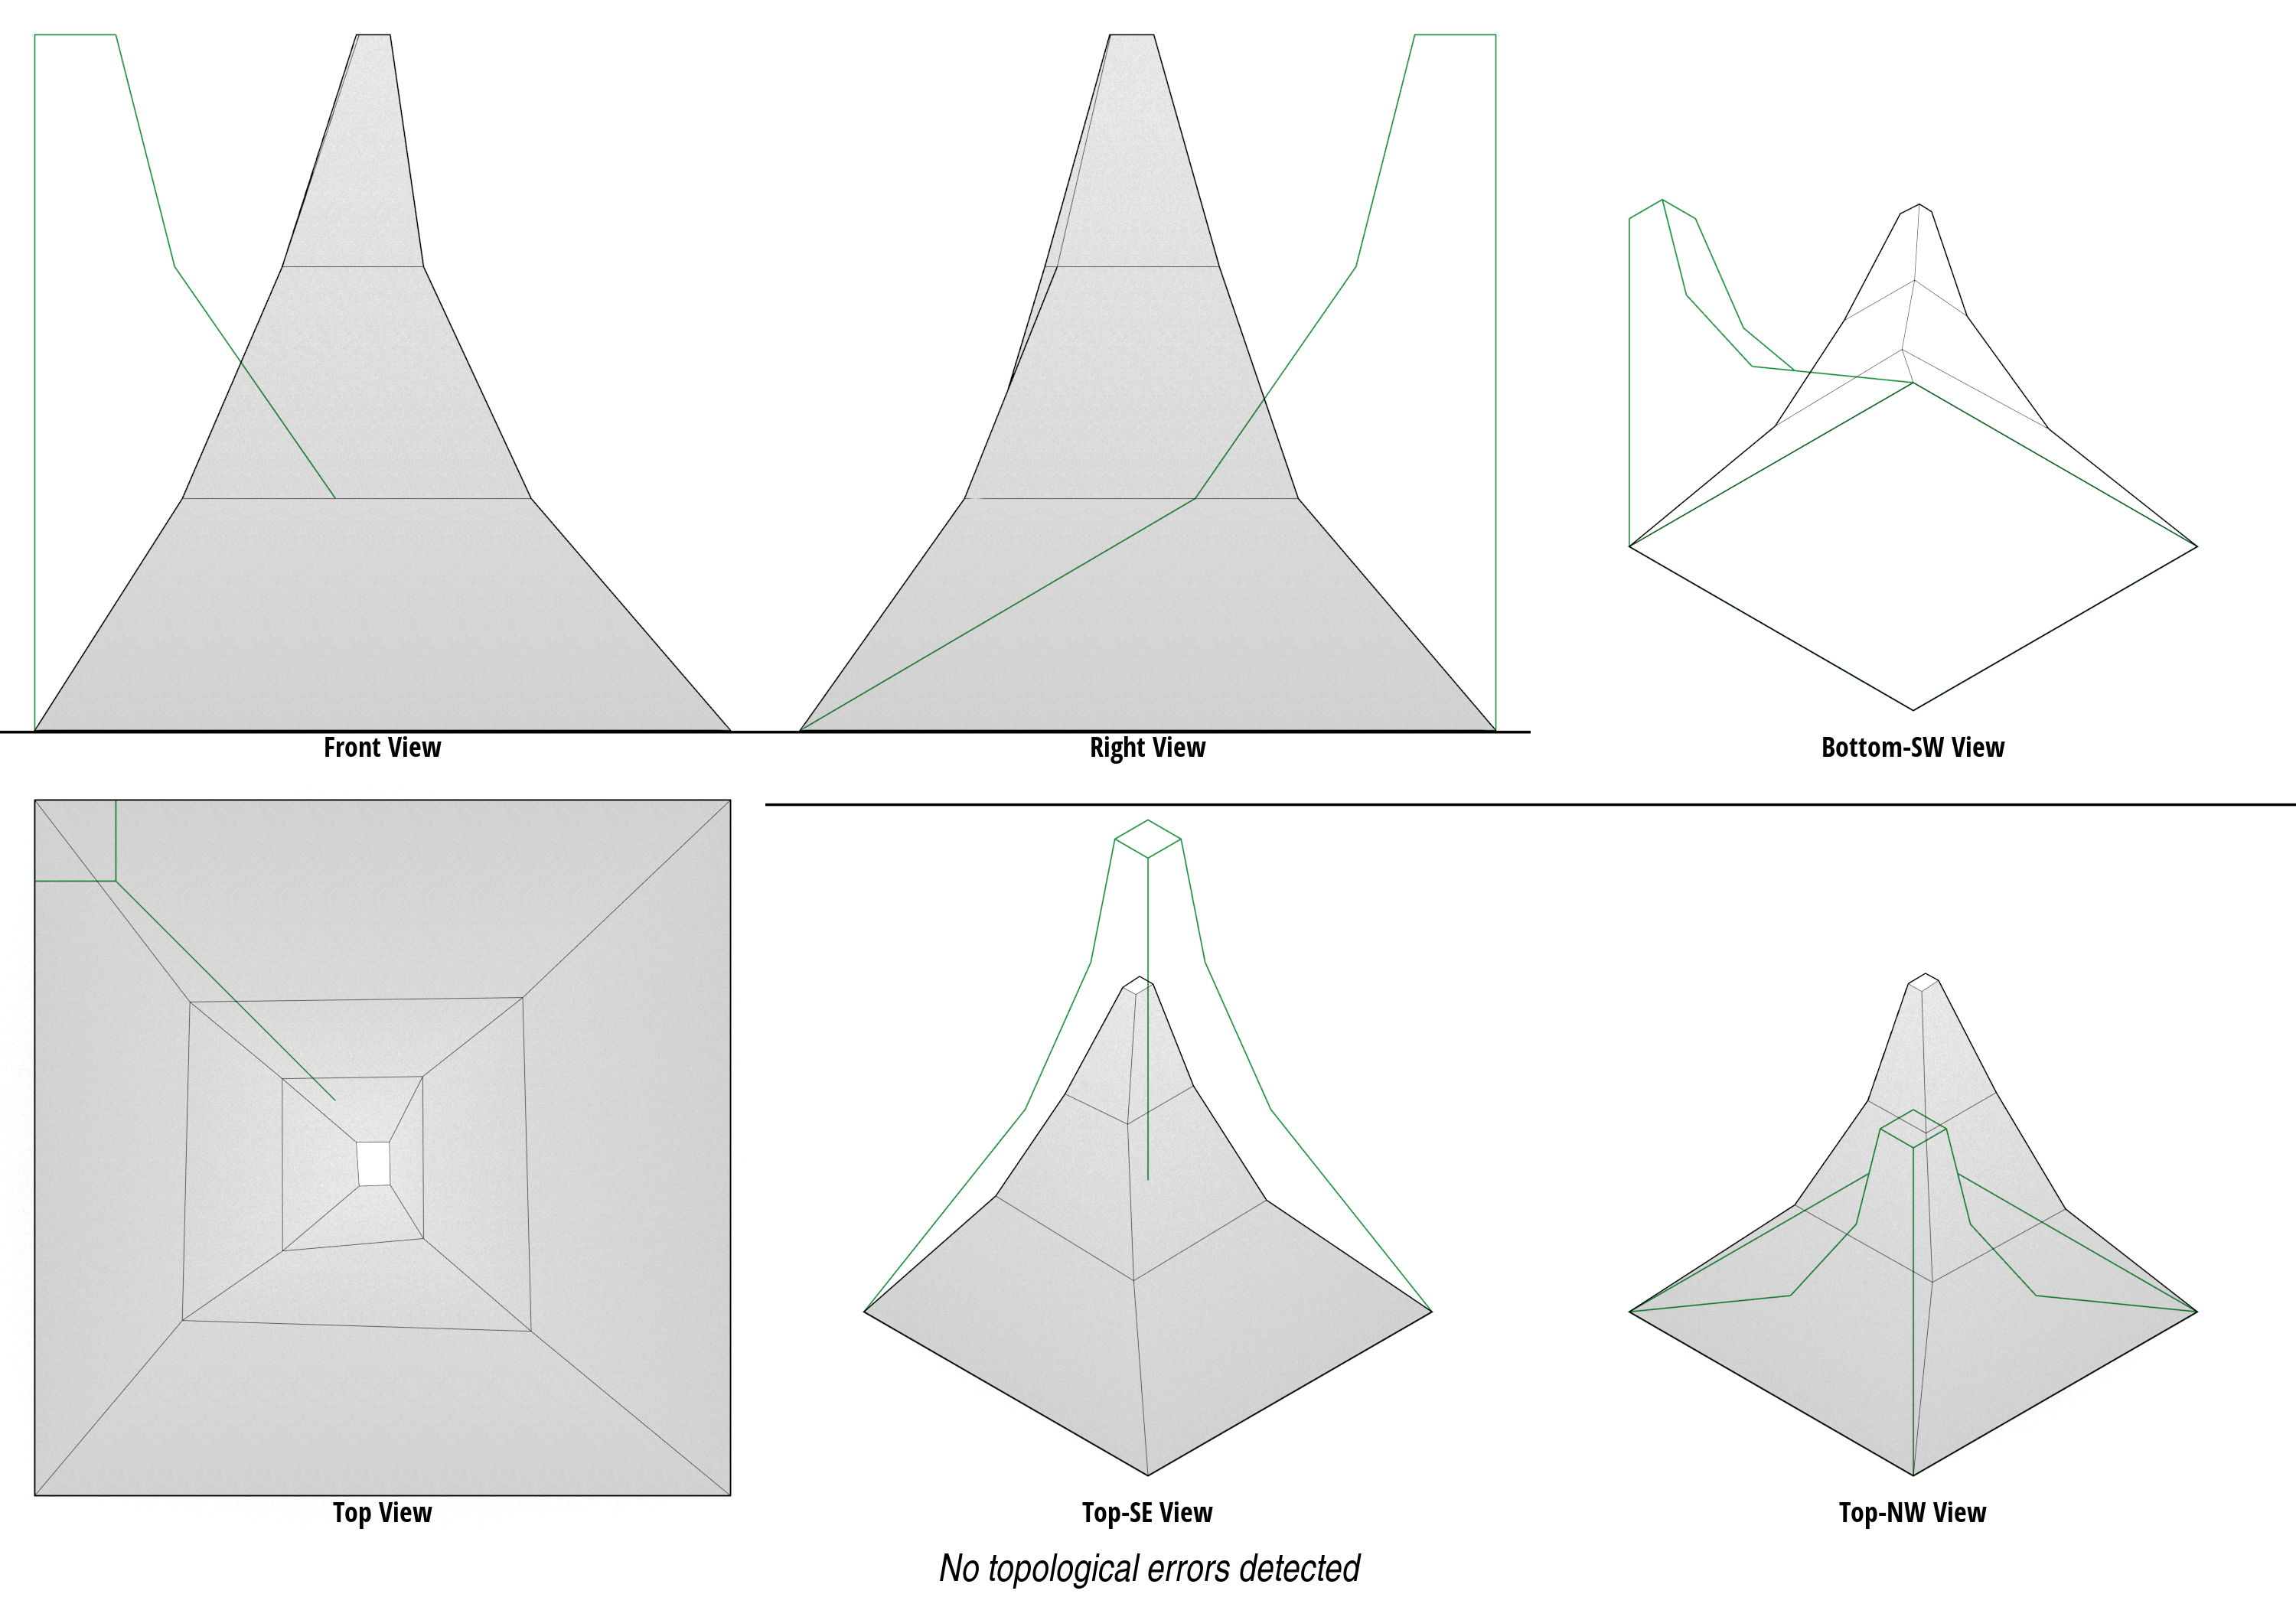 Front View
Right View
Bottom-SW View
Top View
Top-SE View
Top-NW View
No topological errors detected